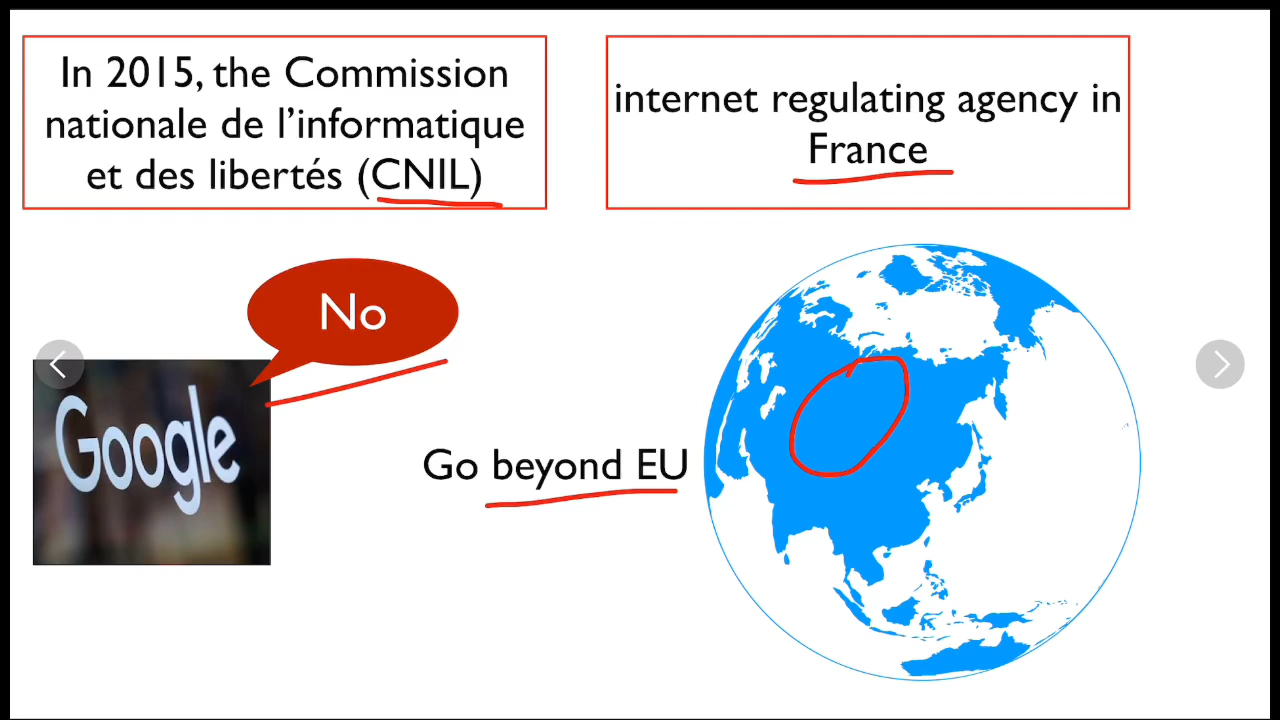 In 2015, the Commission
nationale de l’informatique
et des libertés (CNIL)
internet regulating agency in
France
No
Google
Go beyond EU